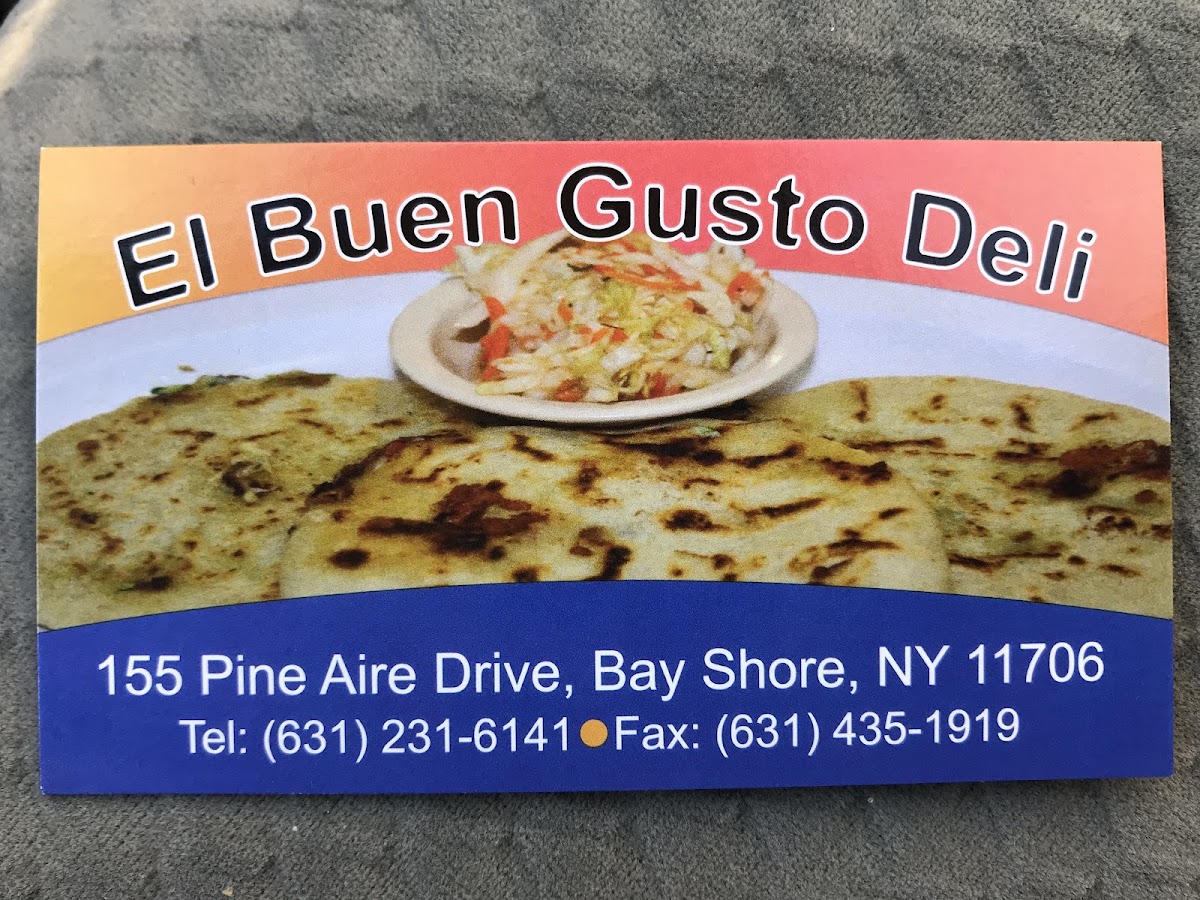 El Buen Gusto Deli
155 Pine Aire Drive, Bay Shore, NY 11706
Tel: (631) 231-6141 ● Fax: (631) 435-1919